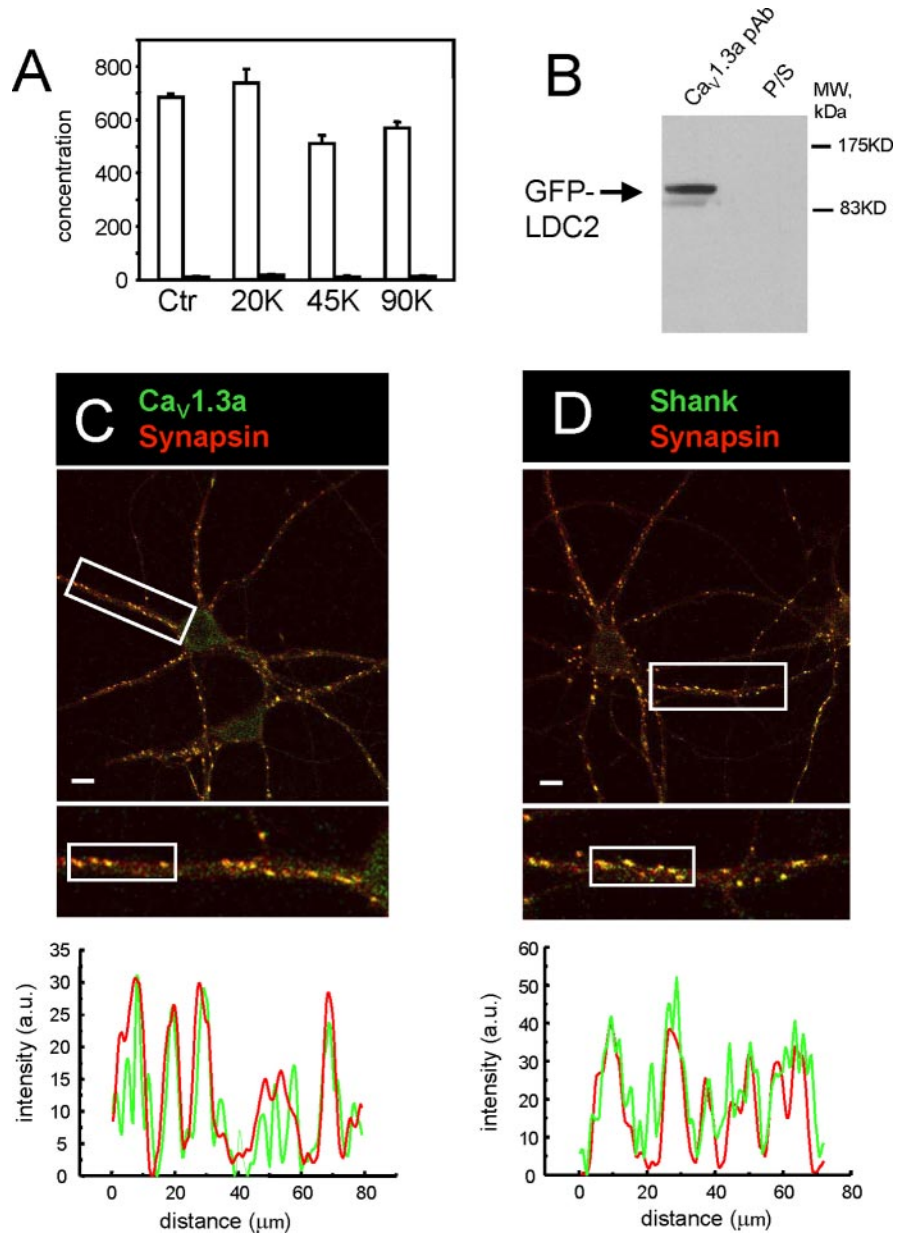 A
concentration
800
600
400
200
0
Ctr 20K 45K 90K
B
Cav1.3a pAb
P/S
MW,
kDa
175KD
83KD
GFP-
LDC2
C
Cav1.3a
Synapsin
D
Shank
Synapsin
intensity (a.u.)
35
30
25
20
15
10
5
0
0 20 40 60 80
distance (μm)
intensity (a.u.)
60
50
40
30
20
10
0
0 20 40 60 80
distance (μm)